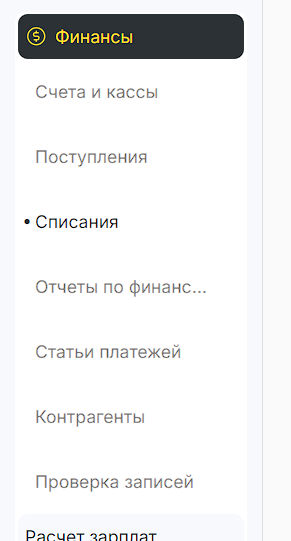 Финансы
Счета и кассы
Поступления
• Списания
Отчеты по финанс...
Статьи платежей
Контрагенты
Проверка записей
Расчет зарплат